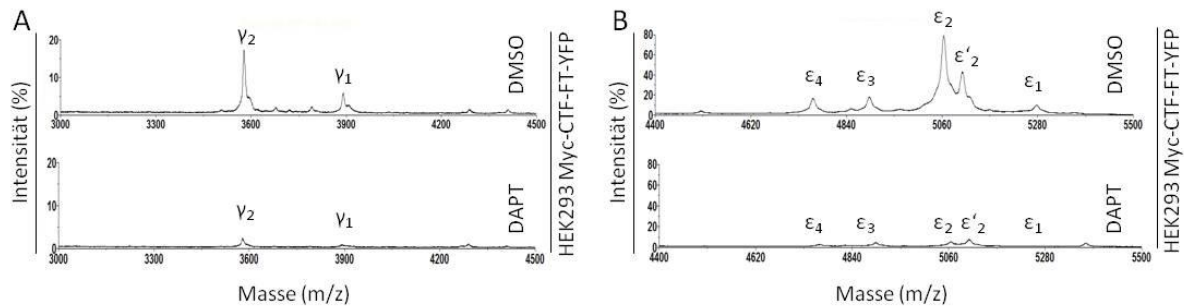 A
Intensität (%)
20
10
0
γ2
γ1
3000 3300 3600 3900 4200 4500
DMSO
20
10
0
γ2
γ1
3000 3300 3600 3900 4200 4500
DAPT
Masse (m/z)
HEK293 Myc-CTF-FT-YFP
B
Intensität (%)
80
60
40
20
0
ε4
ε3
ε2
ε‘2
ε1
4400 4620 4840 5060 5280 5500
DMSO
80
60
40
20
0
ε4
ε3
ε2
ε‘2
ε1
4400 4620 4840 5060 5280 5500
DAPT
Masse (m/z)
HEK293 Myc-CTF-FT-YFP